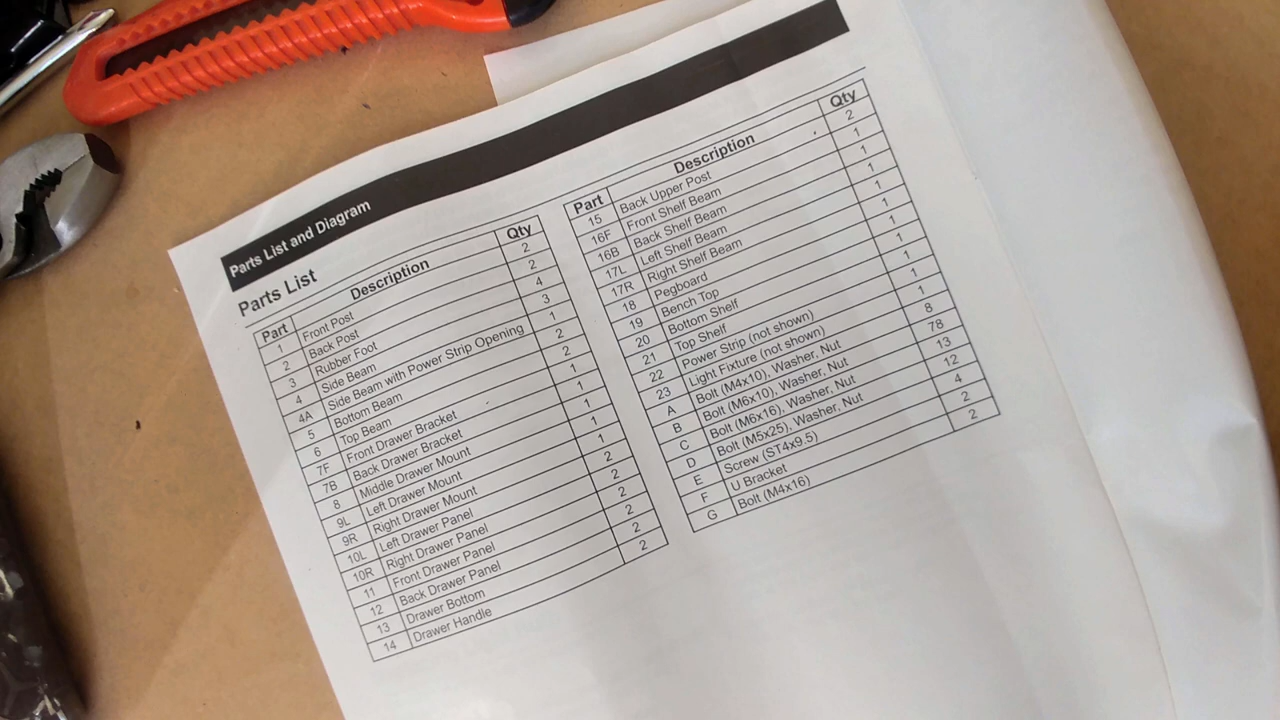 Parts List and Diagram
Parts List
Part Description Qty
1 Front Post 2
2 Back Post 2
3 Rubber Foot 4
4 Side Beam 3
4A Side Beam with Power Strip Opening 1
5 Bottom Beam 2
6 Top Beam 2
7F Front Drawer Bracket 1
7B Back Drawer Bracket 1
8 Middle Drawer Mount 1
9L Left Drawer Mount 1
9R Right Drawer Mount 1
10L Left Drawer Panel 2
10R Right Drawer Panel 2
11 Front Drawer Panel 2
12 Back Drawer Panel 2
13 Drawer Bottom 2
14 Drawer Handle 2
Part Description Qty
15 Back Upper Post 2
16F Front Shelf Beam 1
16B Back Shelf Beam 1
17L Left Shelf Beam 1
17R Right Shelf Beam 1
18 Pegboard 1
19 Bench Top 1
20 Bottom Shelf 1
21 Top Shelf 1
22 Power Strip (not shown) 1
23 Light Fixture (not shown) 1
A Bolt (M4x10), Washer, Nut 8
B Bolt (M6x10), Washer, Nut 78
C Bolt (M6x16), Washer, Nut 13
D Bolt (M5x25), Washer, Nut 12
E Screw (ST4x9.5) 4
F U Bracket 2
G Bolt (M4x16) 2